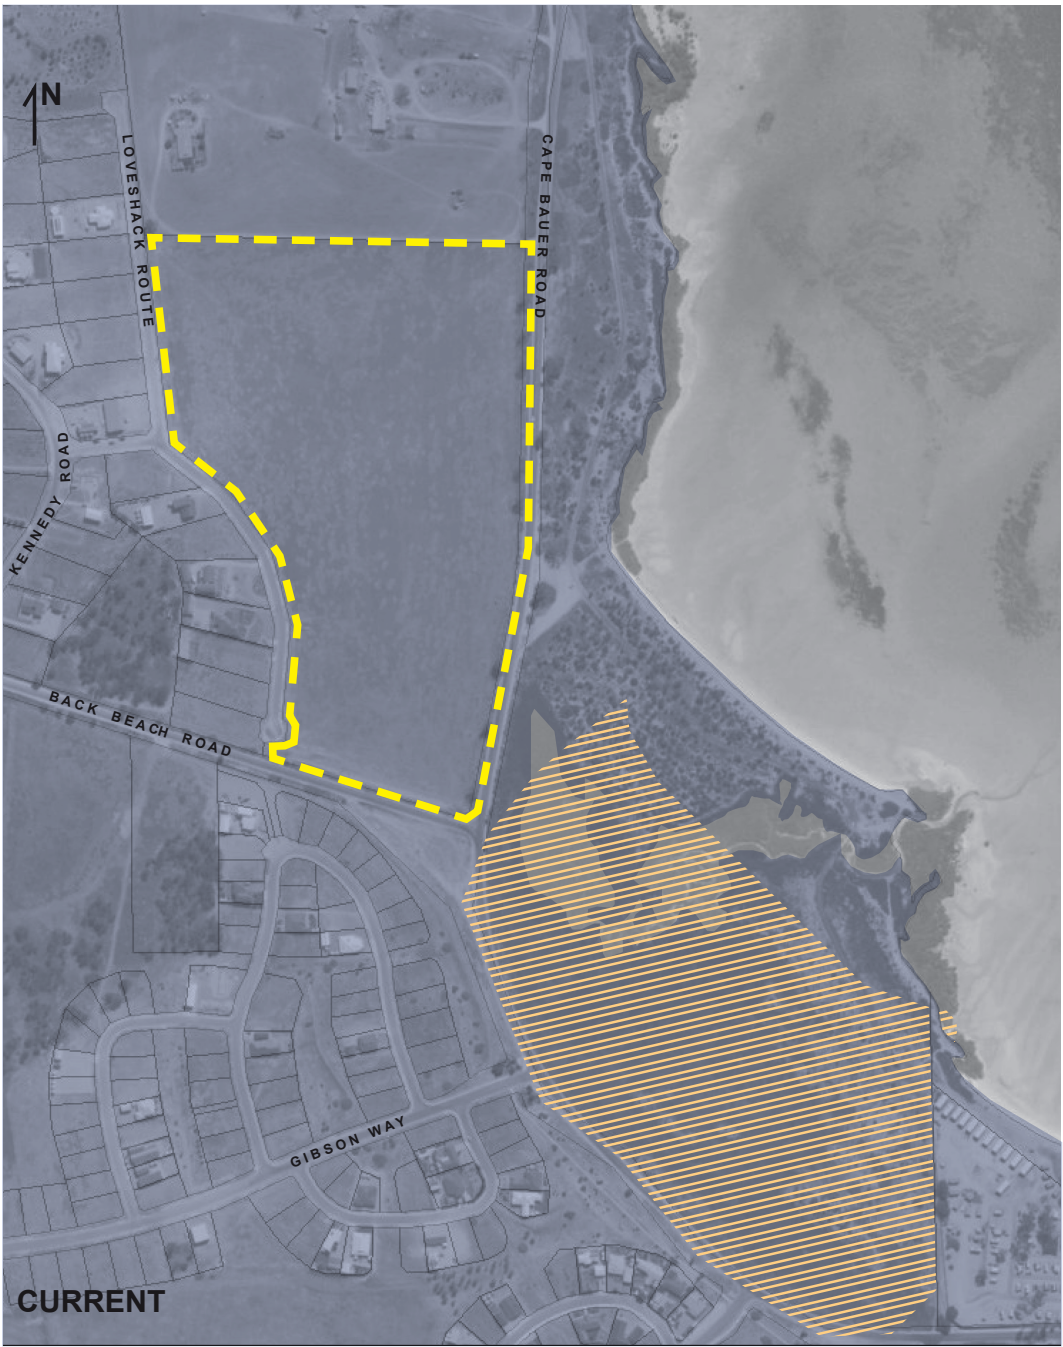 N
LOVESHACK ROUTE
CAPE BAUER ROAD
KENNEDY ROAD
BACK BEACH ROAD
GIBSON WAY
CURRENT